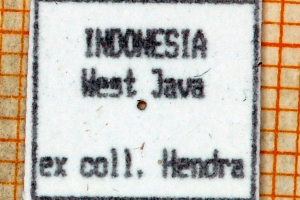 INDONESIA
West Java
ex coll. Hendra